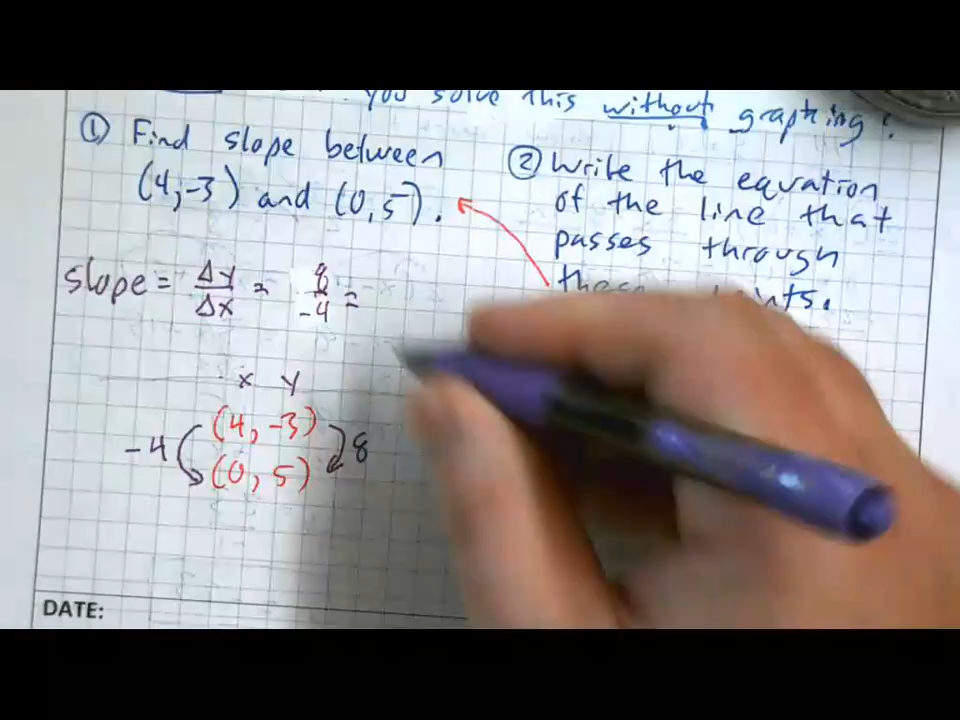 you solve this without graphing?
① Find slope between
(4,-3) and (0,5).
② Write the equation
of the line that
passes through
these
slope = Δy/Δx = 8/-4 =
x y
(4, -3)
(0, 5)
-4
8
DATE: